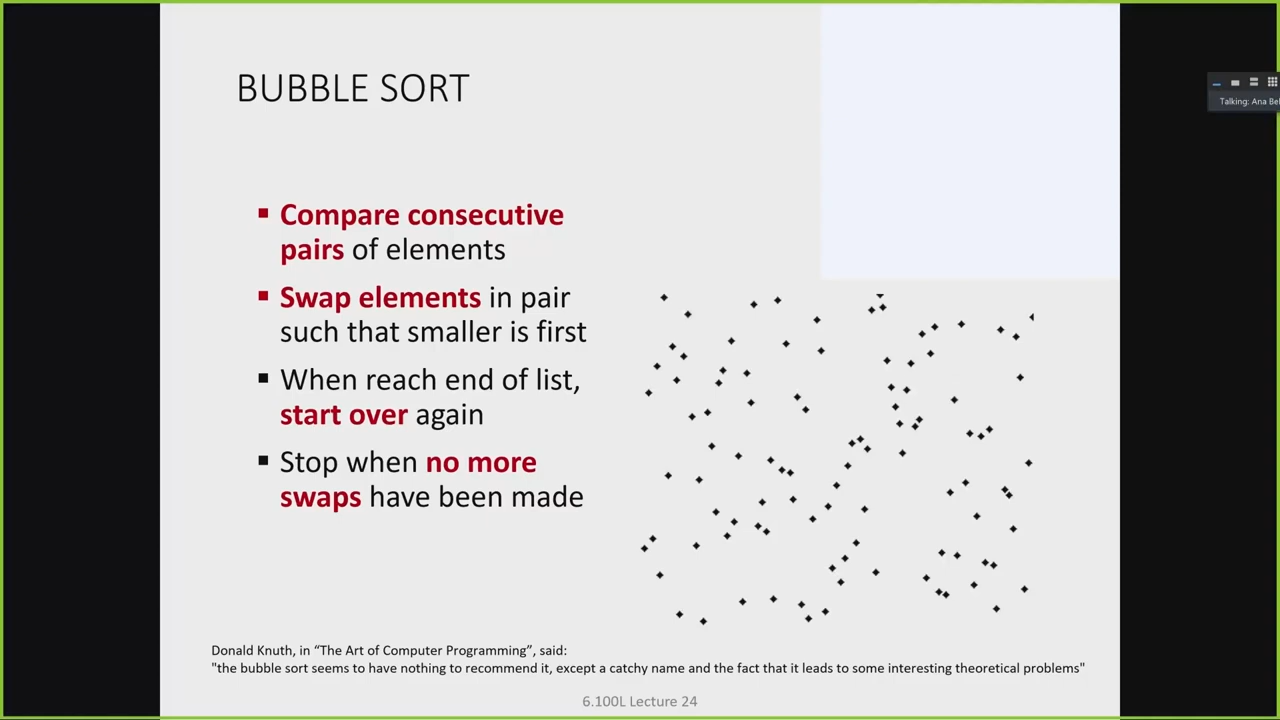 BUBBLE SORT
Talking: Ana Bel
▪ Compare consecutive
pairs of elements
▪ Swap elements in pair
such that smaller is first
▪ When reach end of list,
start over again
▪ Stop when no more
swaps have been made
Donald Knuth, in “The Art of Computer Programming”, said:
"the bubble sort seems to have nothing to recommend it, except a catchy name and the fact that it leads to some interesting theoretical problems"
6.100L Lecture 24